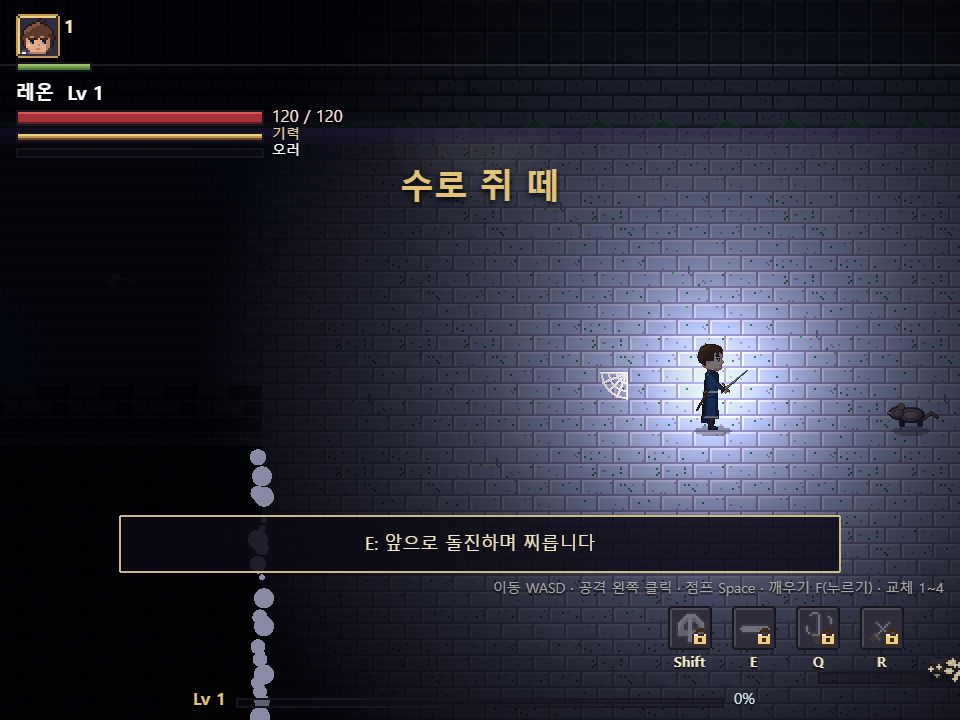 1
레온 Lv 1
120 / 120
기력
오러
수로 쥐 떼
E: 앞으로 돌진하며 찌릅니다
이동 WASD · 공격 왼쪽 클릭 · 점프 Space · 깨우기 F(누르기) · 교체 1~4
Shift E Q R
Lv 1 0%